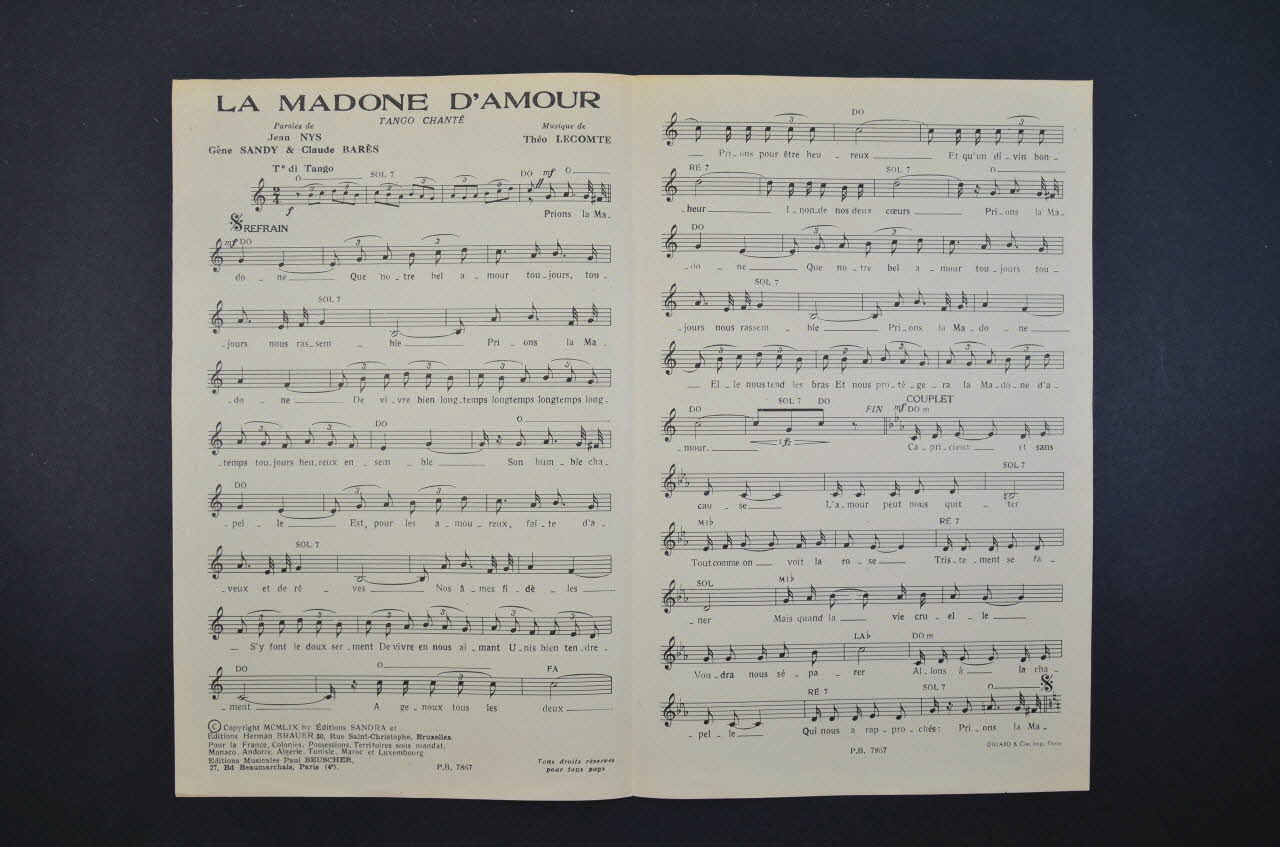 LA MADONE D'AMOUR
TANGO CHANTÉ
Paroles de
Jean NYS
Gêne SANDY & Claude BARÈS
Musique de
Théo LECOMTE
T° di Tango
O SOL 7 DO mf O
f ff
Prions la Ma-
REFRAIN
mf DO
do - ne Que no - tre bel a - mour tou - jours, tou -
SOL 7
jours nous ras - sem - ble Pri - ons la Ma -
- do - ne De vi - vre bien long - temps longtemps longtemps long -
DO O
- temps tou - jours heu - reux en - sem - ble Son hum - ble cha -
DO
- pel - le Est, pour les a - mou - reux, fai - te d'a -
SOL 7
- veux et de rê - ves Nos â - mes fi - dè - les
S'y font le doux ser - ment De vivre en nous ai - mant U - nis bien ten - dre -
DO O FA
- ment A ge - noux tous les deux
© Copyright MCMLIX by Éditions SANDRA et
Éditions Herman BRAUER 30, Rue Saint-Christophe, Bruxelles
Pour la France, Colonies, Possessions, Territoires sous mandat,
Monaco, Andorre, Algérie, Tunisie, Maroc et Luxembourg
Editions Musicales Paul BEUSCHER,
27, Bd Beaumarchais, Paris (4e).
P.B. 7867
Tous droits réservés
pour tous pays
DO
Pri - ons pour être heu - reux Et qu'un di - vin bon -
RÉ 7 SOL 7
- heur I - non - de nos deux cœurs Pri - ons la Ma -
DO
- do - ne Que no - tre bel a - mour tou - jours tou -
SOL 7
- jours nous rassem - ble Pri - ons la Ma - do - ne
El - le nous tend les bras Et nous pro - té - ge - ra la Ma - do - ne d'a -
DO SOL 7 DO FIN COUPLET mf DO m
sfz
- mour. Ca - pri - cieux et sans
SOL 7
cau - se L'a - mour peut nous quit - ter
MIb RÉ 7
Tout comme on voit la ro - se Tris - te - ment se fa -
SOL MIb
- ner Mais quand la vie cru - el - le
LAb DO m
Vou - dra nous sé - pa - rer Al - lons à la cha -
RÉ 7 SOL 7 O
- pel - le Qui nous a rap - pro - chés: Pri - ons la Ma -
P.B. 7867